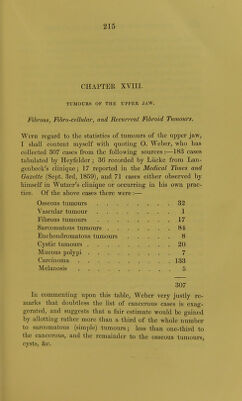 215
CHAPTER XVIII.
TUMOURS OF THE UPPER JAW.
Fibrous, Fibro-cellular, and Recurrent Fibroid Tumours.
With regard to the statistics of tumours of the upper jaw,
I shall content myself with quoting O. Weber, who has
collected 307 cases from the following sources:—183 cases
tabulated by Heyfelder; 36 recorded by Lücke from Lan-
genbeck's clinique; 17 reported in the Medical Times and
Gazette (Sept. 3rd, 1859), and 71 cases either observed by
himself in Wutzer's clinique or occurring in his own prac-
tice. Of the above cases there were:—
Osseous tumours . . . . . . . . 32
Vascular tumour . . . . . . . . 1
Fibrous tumours . . . . . . . . 17
Sarcomatous tumours . . . . . . 84
Enchondromatous tumours . . . . 8
Cystic tumours . . . . . . . . 20
Mucous polypi . . . . . . . . . 7
Carcinoma . . . . . . . . . . 133
Melanosis . . . . . . . . . . 5
307
In commenting upon this table, Weber very justly re-
marks that doubtless the list of cancerous cases is exag-
gerated, and suggests that a fair estimate would be gained
by allotting rather more than a third of the whole number
to sarcomatous (simple) tumours; less than one-third to
the cancerous, and the remainder to the osseous tumours,
cysts, &c.